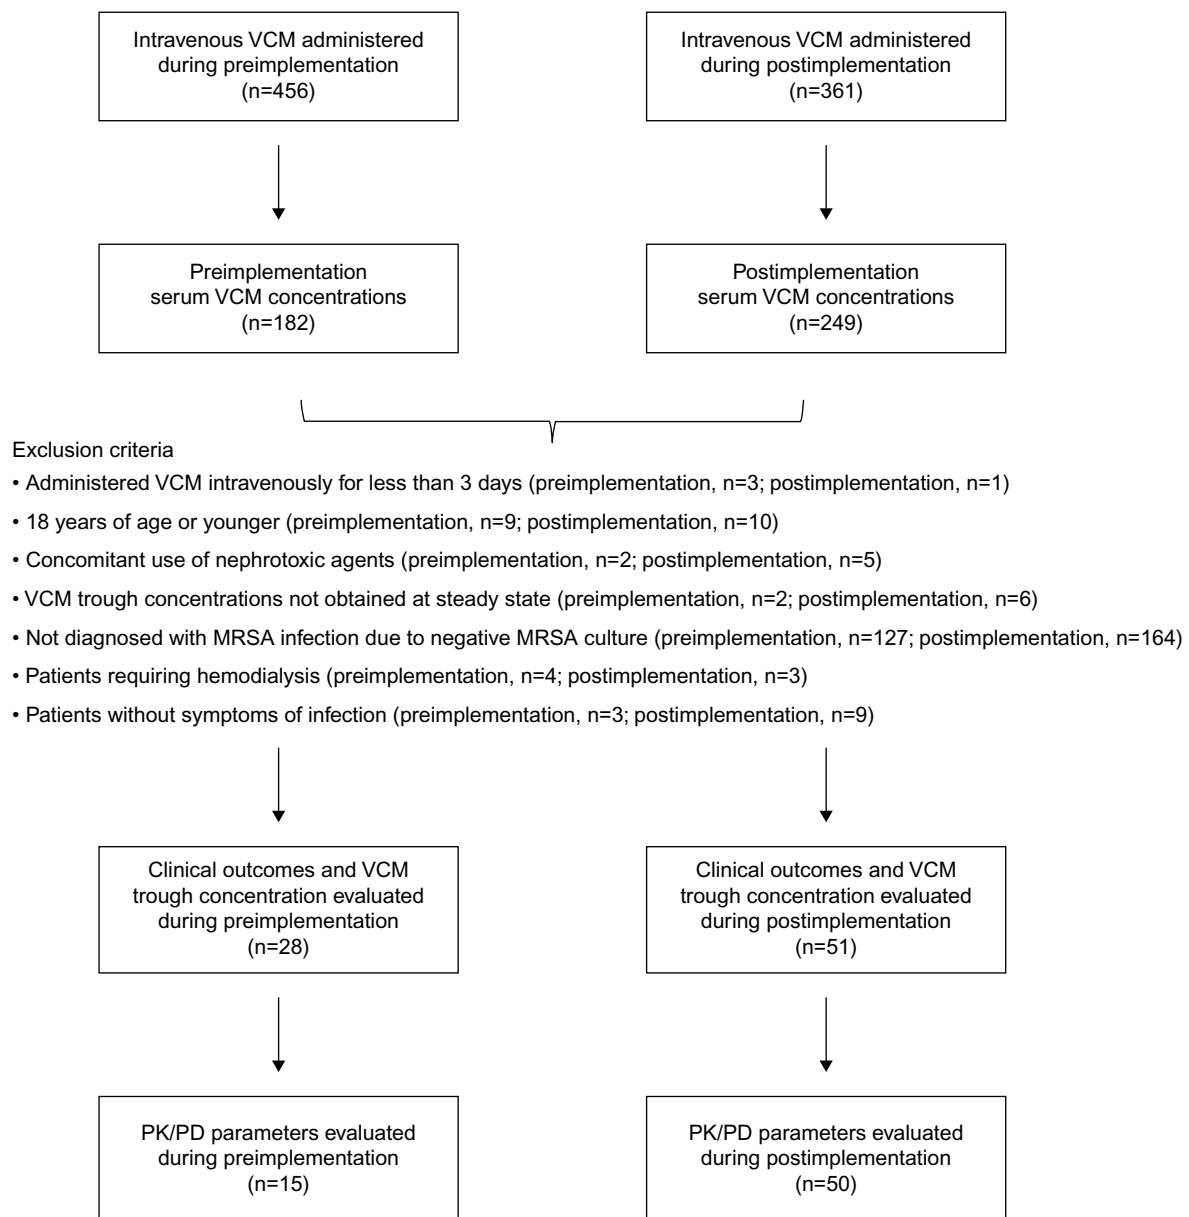 Intravenous VCM administered
during preimplementation
(n=456)
Intravenous VCM administered
during postimplementation
(n=361)
Preimplementation
serum VCM concentrations
(n=182)
Postimplementation
serum VCM concentrations
(n=249)
Exclusion criteria
• Administered VCM intravenously for less than 3 days (preimplementation, n=3; postimplementation, n=1)
• 18 years of age or younger (preimplementation, n=9; postimplementation, n=10)
• Concomitant use of nephrotoxic agents (preimplementation, n=2; postimplementation, n=5)
• VCM trough concentrations not obtained at steady state (preimplementation, n=2; postimplementation, n=6)
• Not diagnosed with MRSA infection due to negative MRSA culture (preimplementation, n=127; postimplementation, n=164)
• Patients requiring hemodialysis (preimplementation, n=4; postimplementation, n=3)
• Patients without symptoms of infection (preimplementation, n=3; postimplementation, n=9)
Clinical outcomes and VCM
trough concentration evaluated
during preimplementation
(n=28)
Clinical outcomes and VCM
trough concentration evaluated
during postimplementation
(n=51)
PK/PD parameters evaluated
during preimplementation
(n=15)
PK/PD parameters evaluated
during postimplementation
(n=50)